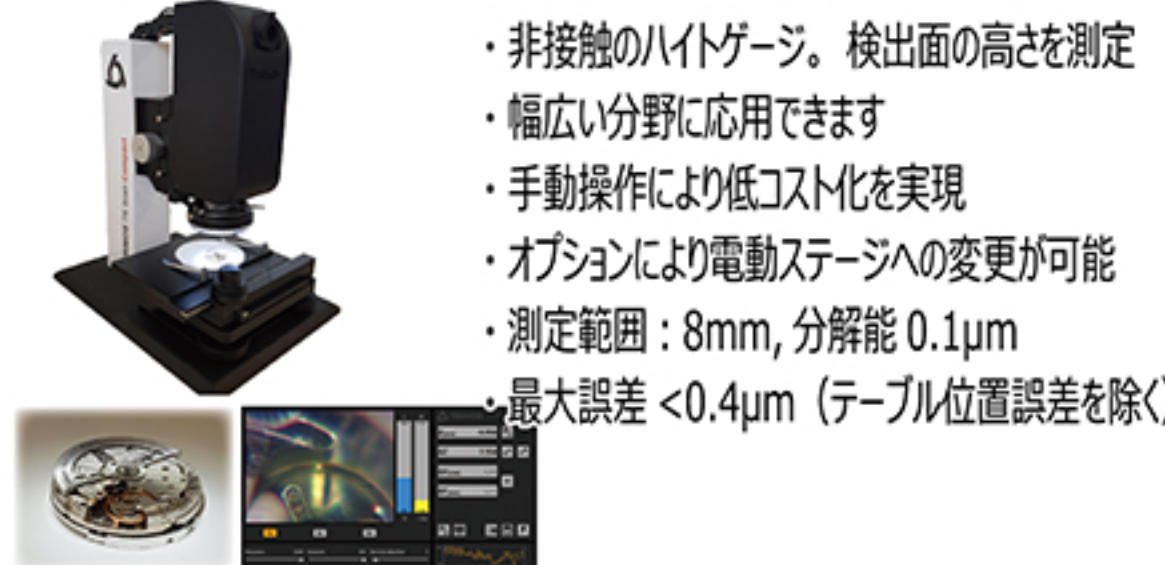 ・非接触のハイトゲージ。検出面の高さを測定
・幅広い分野に応用できます
・手動操作により低コスト化を実現
・オプションにより電動ステージへの変更が可能
・測定範囲：8mm, 分解能 0.1μm
・最大誤差 <0.4μm（テーブル位置誤差を除く）
Compact